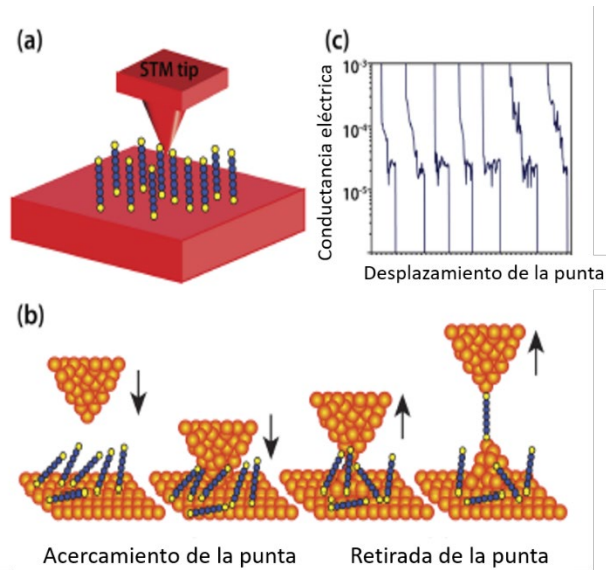 (a)
STM tip
(c)
Conductancia eléctrica
10-3
10-4
10-5
Desplazamiento de la punta
(b)
Acercamiento de la punta
Retirada de la punta